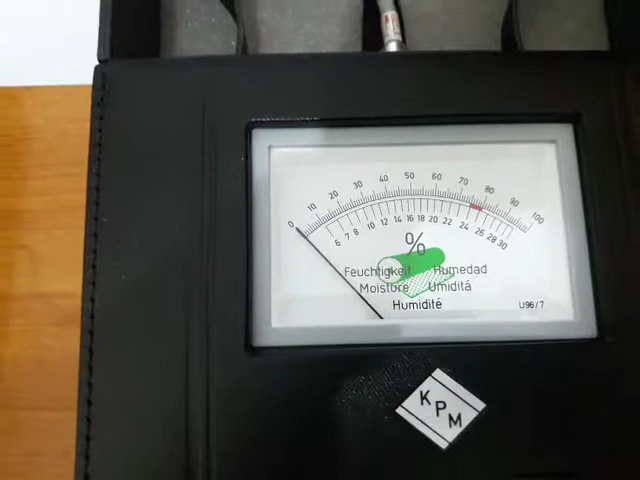 0 10 20 30 40 50 60 70 80 90 100
6 7 8 10 12 14 16 18 20 22 24 26 28 30
%
Feuchtigkeit Humedad
Moisture Umiditá
Humidité
U96/7
KPM